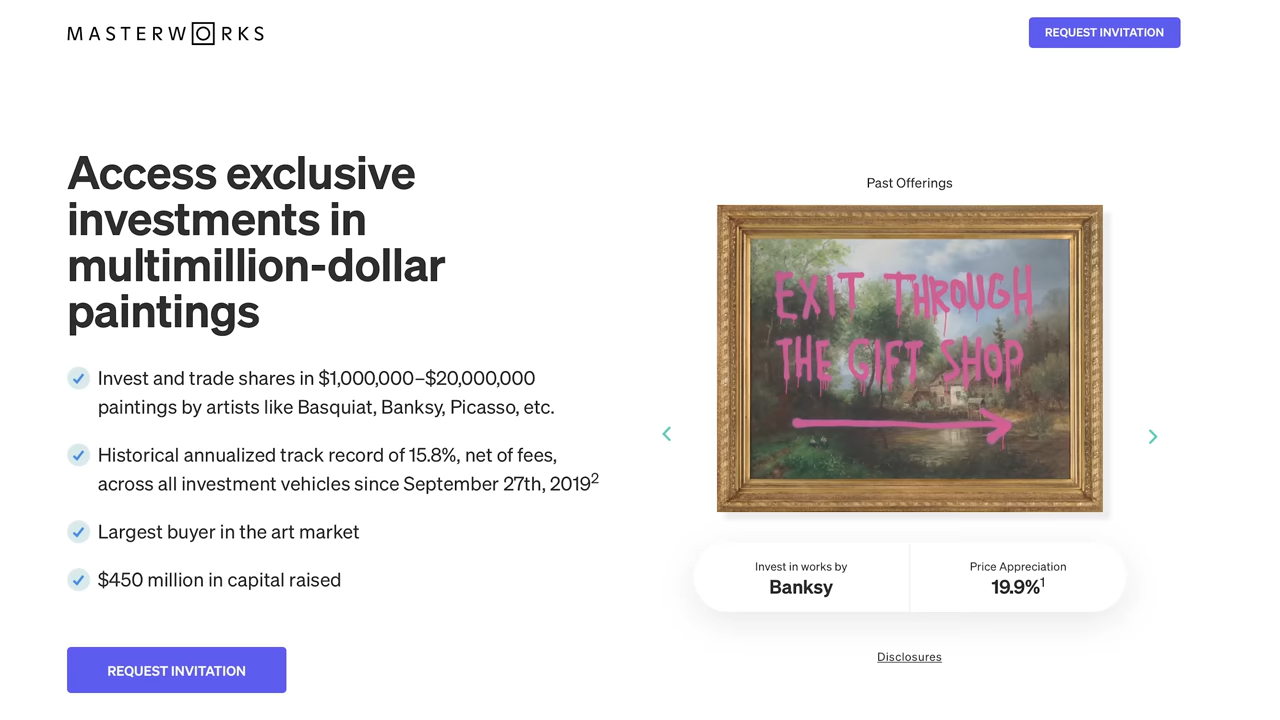 MASTERWORKS
REQUEST INVITATION
Access exclusive
investments in
multimillion-dollar
paintings
Invest and trade shares in $1,000,000–$20,000,000
paintings by artists like Basquiat, Banksy, Picasso, etc.
Historical annualized track record of 15.8%, net of fees,
across all investment vehicles since September 27th, 2019²
Largest buyer in the art market
$450 million in capital raised
REQUEST INVITATION
Past Offerings
EXIT THROUGH
THE GIFT SHOP
Invest in works by
Banksy
Price Appreciation
19.9%¹
Disclosures